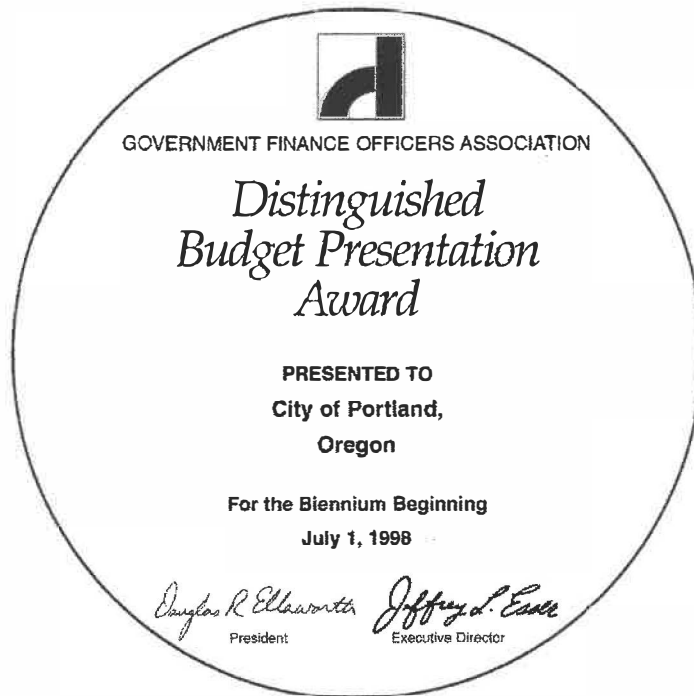 GOVERNMENT FINANCE OFFICERS ASSOCIATION
Distinguished
Budget Presentation
Award
PRESENTED TO
City of Portland,
Oregon
For the Biennium Beginning
July 1, 1998
Douglas R Ellsworth Jeffrey L. Esser
President Executive Director